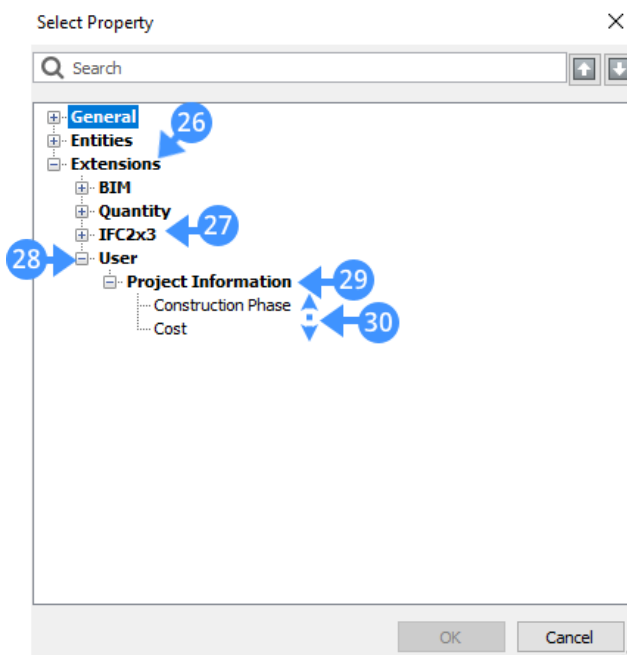 Select Property
Search
General
26
Entities
Extensions
BIM
Quantity
IFC2x3
27
28
User
Project Information
29
Construction Phase
30
Cost
OK
Cancel